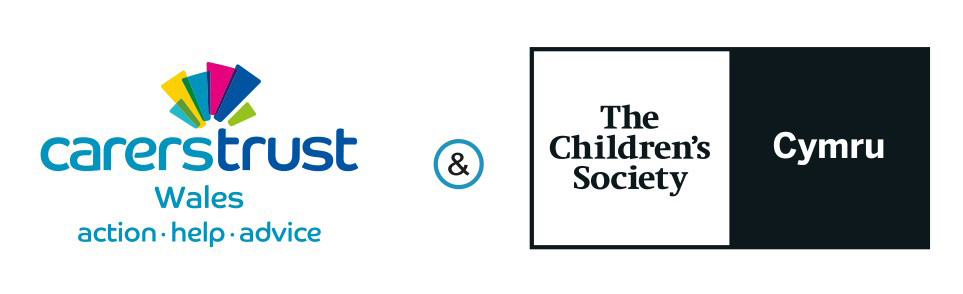 carerstrust
Wales
action · help · advice
&
The
Children's
Society
Cymru